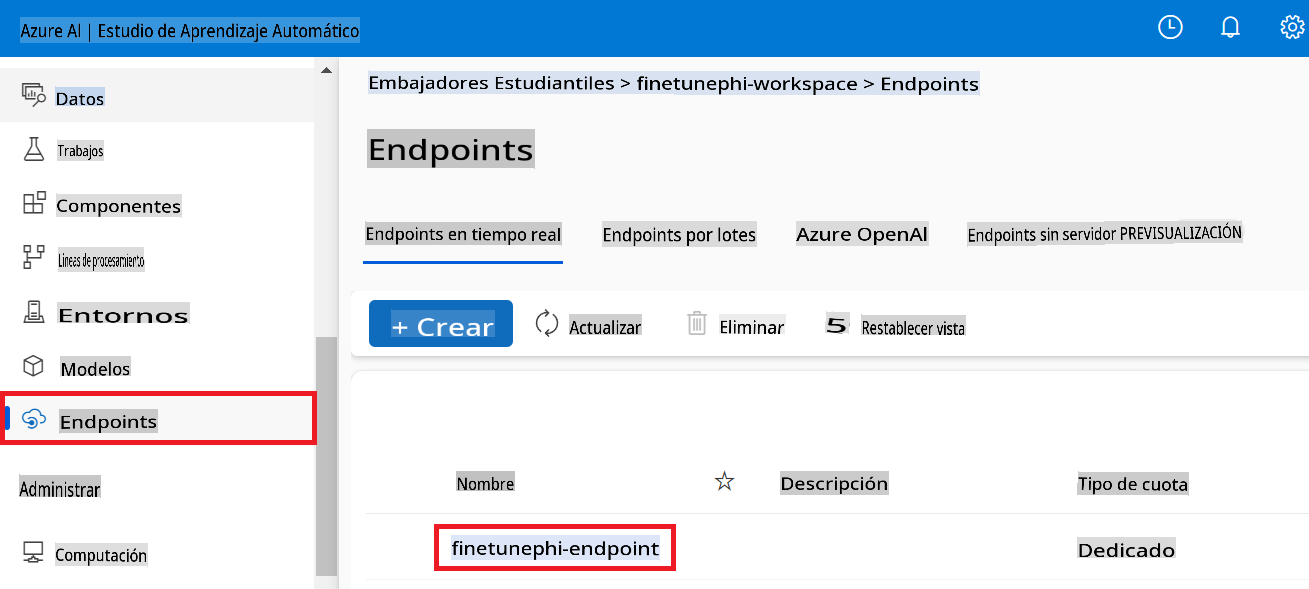 Azure AI | Estudio de Aprendizaje Automático
Datos
Trabajos
Componentes
Líneas de procesamiento
Entornos
Modelos
Endpoints
Administrar
Computación
Embajadores Estudiantiles > finetunephi-workspace > Endpoints
Endpoints
Endpoints en tiempo real Endpoints por lotes Azure OpenAI Endpoints sin servidor PREVISUALIZACIÓN
+ Crear Actualizar Eliminar 5 Restablecer vista
Nombre Descripción Tipo de cuota
finetunephi-endpoint Dedicado